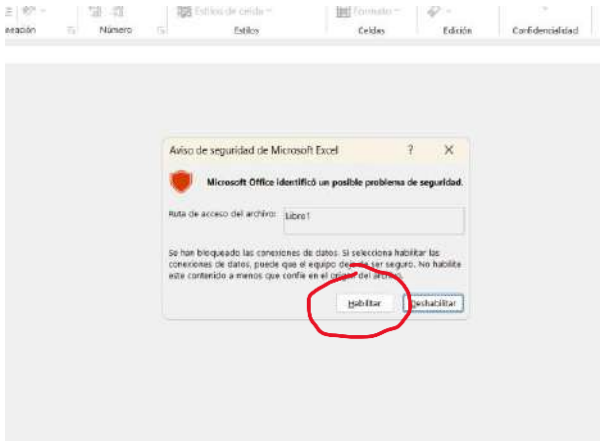 Estilos de celda
Formato
neación
Número
Estilos
Celdas
Edición
Confidencialidad
Aviso de seguridad de Microsoft Excel ? X
Microsoft Office identificó un posible problema de seguridad.
Ruta de acceso del archivo: Libro1
Se han bloqueado las conexiones de datos. Si selecciona habilitar las
conexiones de datos, puede que el equipo deje de ser seguro. No habilite
este contenido a menos que confíe en el origen del archivo.
Habilitar
Deshabilitar